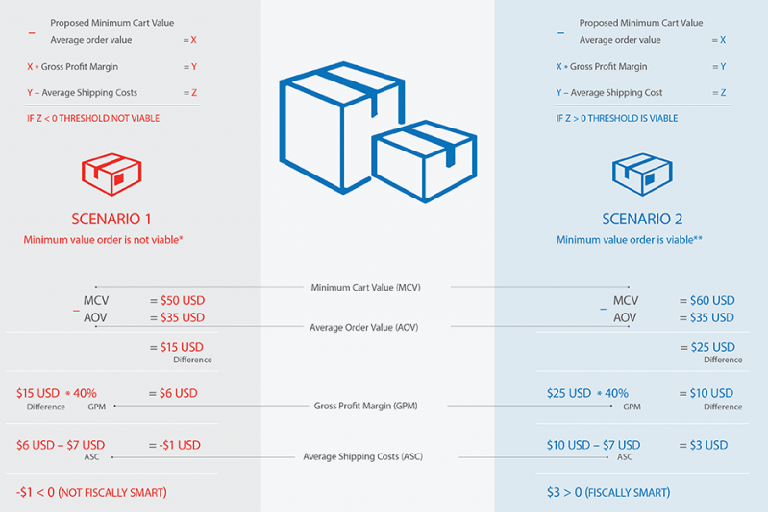 Proposed Minimum Cart Value
– Average order value = X
X * Gross Profit Margin = Y
Y – Average Shipping Costs = Z
IF Z < 0 THRESHOLD NOT VIABLE
SCENARIO 1
Minimum value order is not viable*
– MCV = $50 USD
AOV = $35 USD
= $15 USD
Difference
$15 USD * 40% = $6 USD
Difference GPM
$6 USD – $7 USD = -$1 USD
ASC
-$1 < 0 (NOT FISCALLY SMART)
Minimum Cart Value (MCV)
Average Order Value (AOV)
Gross Profit Margin (GPM)
Average Shipping Costs (ASC)
Proposed Minimum Cart Value
– Average order value = X
X * Gross Profit Margin = Y
Y – Average Shipping Cost = Z
IF Z > 0 THRESHOLD IS VIABLE
SCENARIO 2
Minimum value order is viable**
– MCV = $60 USD
AOV = $35 USD
= $25 USD
Difference
$25 USD * 40% = $10 USD
GPM Difference
$10 USD – $7 USD = $3 USD
ASC
$3 > 0 (FISCALLY SMART)